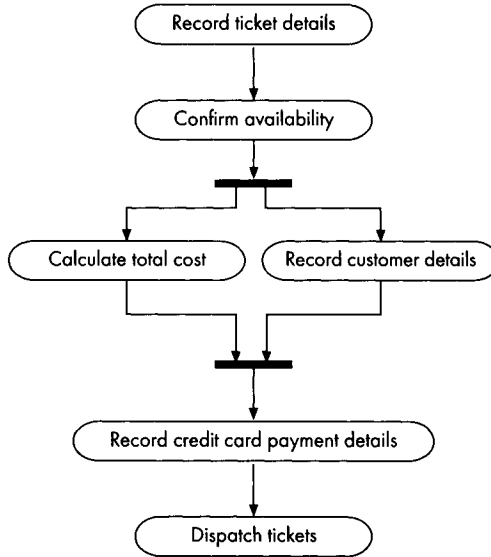 Record ticket details
Confirm availability
Calculate total cost
Record customer details
Record credit card payment details
Dispatch tickets